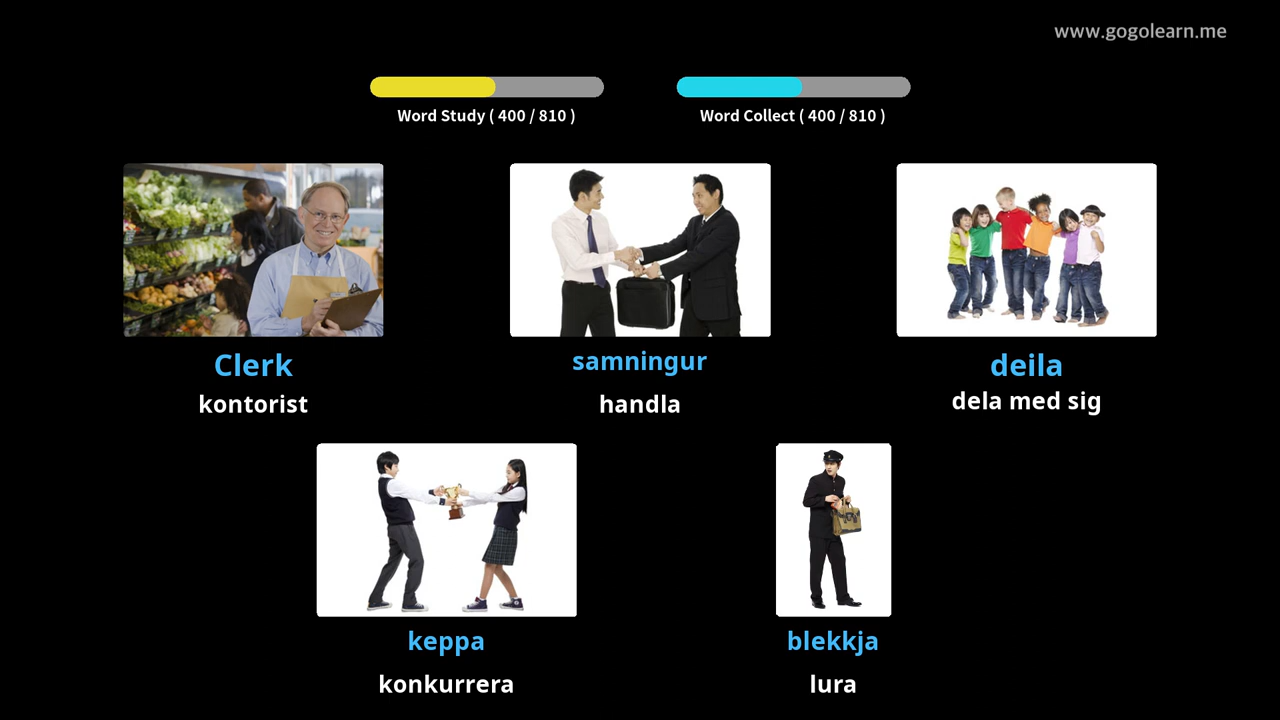 www.gogolearn.me
Word Study ( 400 / 810 )
Word Collect ( 400 / 810 )
Clerk
kontorist
samningur
handla
deila
dela med sig
keppa
konkurrera
blekkja
lura